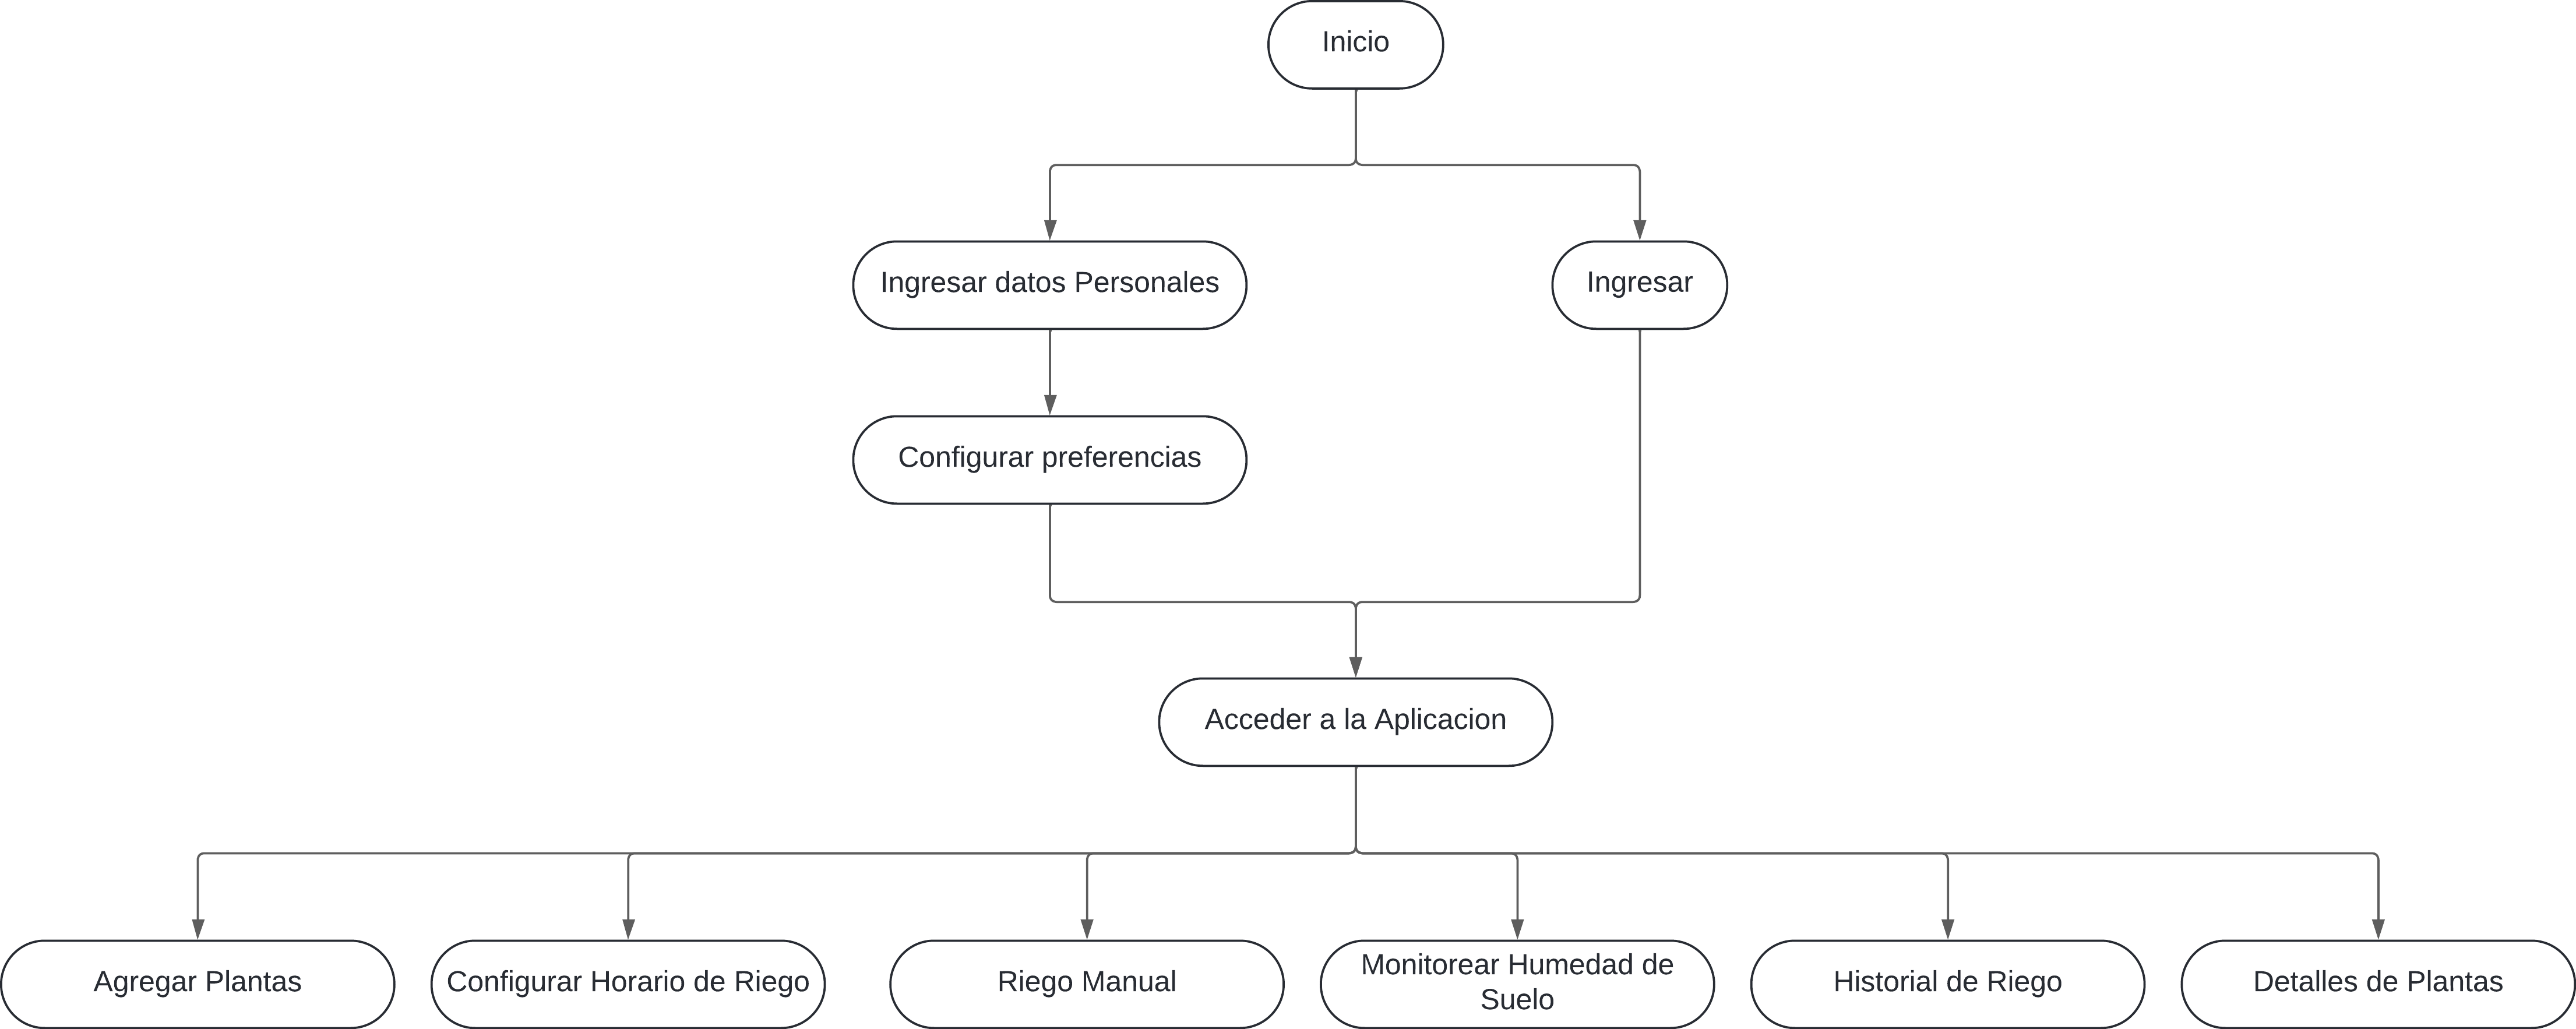 Inicio
Ingresar datos Personales
Ingresar
Configurar preferencias
Acceder a la Aplicacion
Agregar Plantas
Configurar Horario de Riego
Riego Manual
Monitorear Humedad de
Suelo
Historial de Riego
Detalles de Plantas